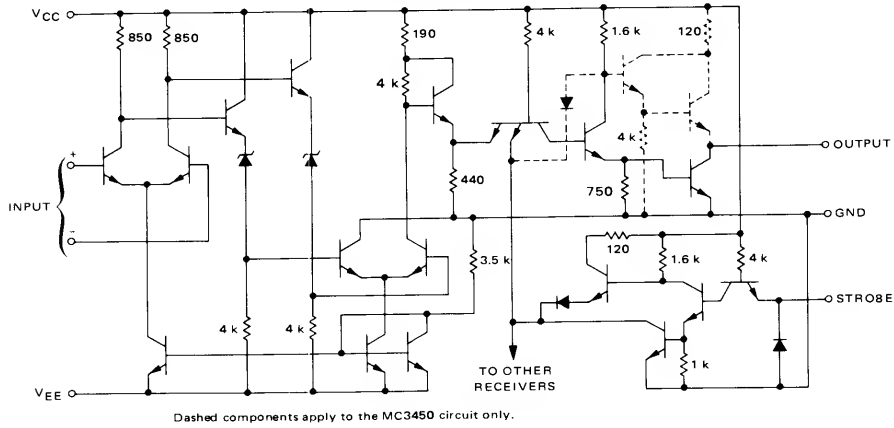 VCC
850
850
190
4 k
1.6 k
120
4 k
4 k
+
INPUT
−
440
750
OUTPUT
GND
3.5 k
120
1.6 k
4 k
STROBE
4 k
4 k
1 k
TO OTHER
RECEIVERS
VEE
Dashed components apply to the MC3450 circuit only.